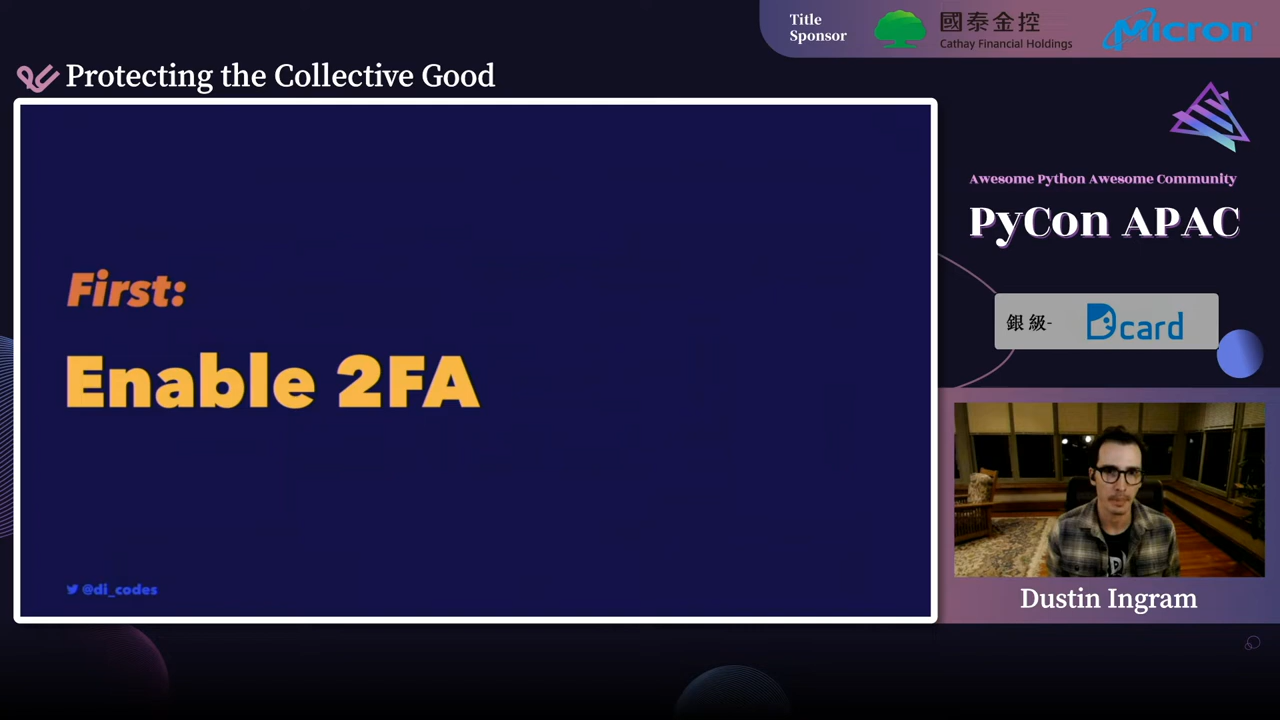 Title
Sponsor
國泰金控
Cathay Financial Holdings
Micron
Protecting the Collective Good
First:
Enable 2FA
@di_codes
Awesome Python Awesome Community
PyCon APAC
銀級-
Dcard
Dustin Ingram